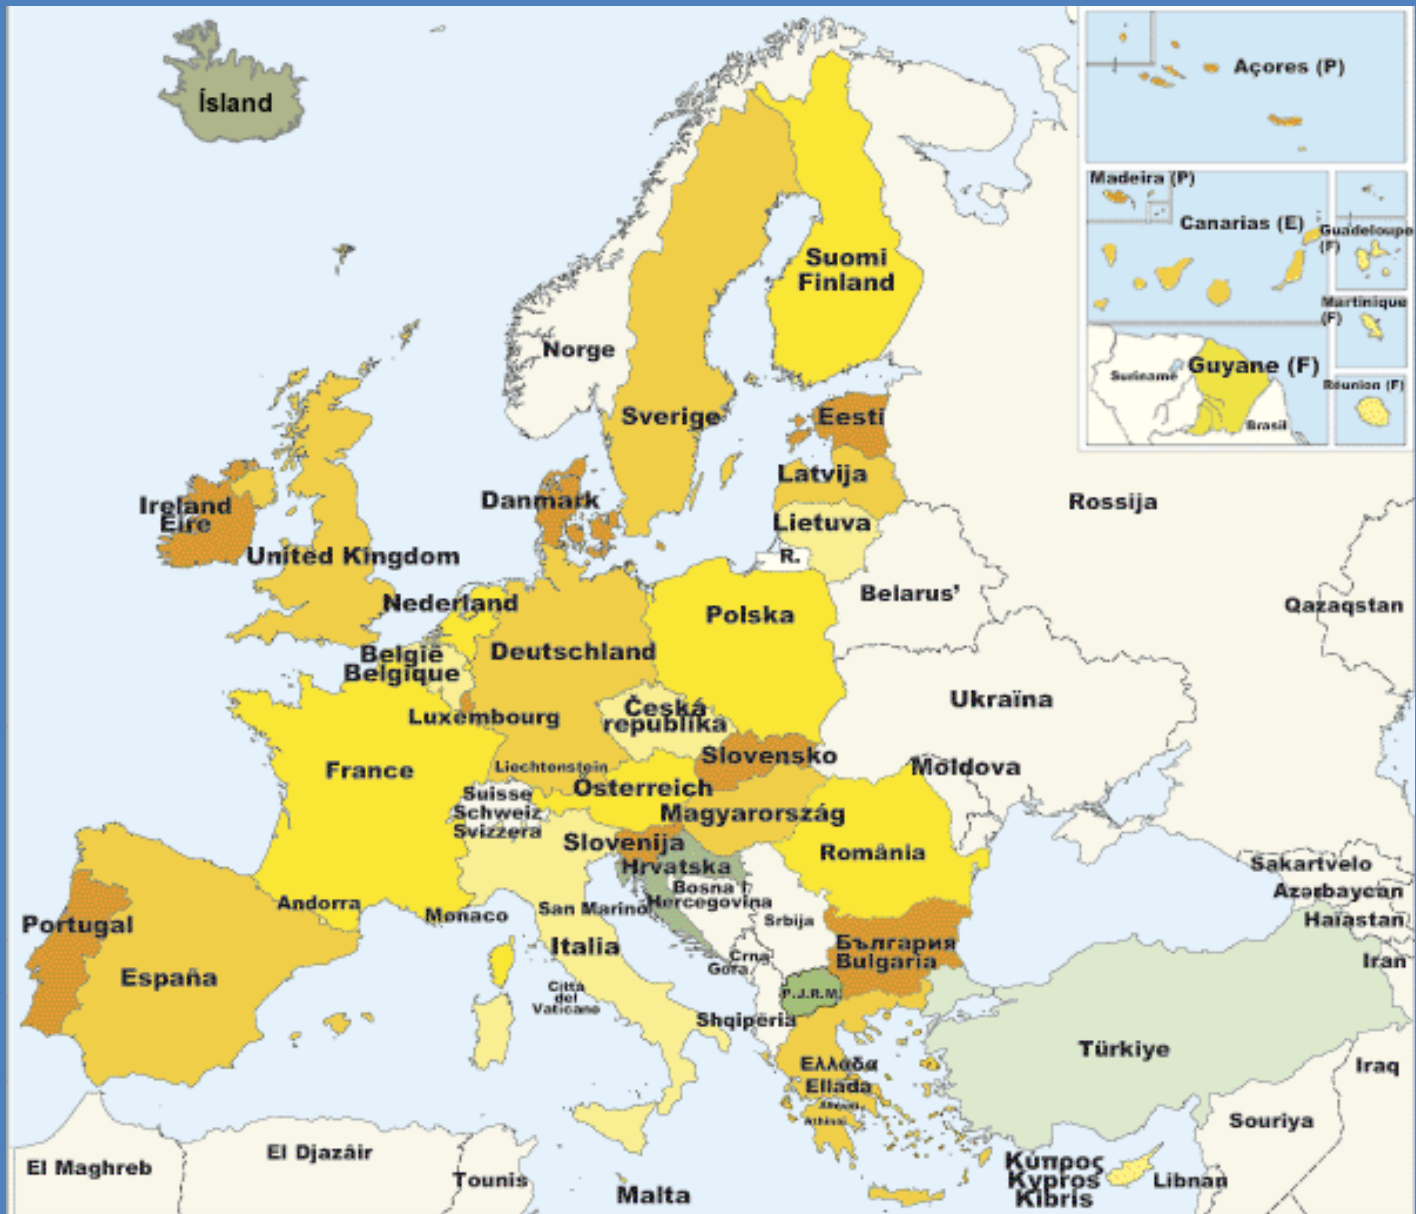 Ísland
Açores (P)
Madeira (P)
Canarias (E)
Guadeloupe
(F)
Martinique
(F)
Suriname
Guyane (F)
Brasil
Réunion (F)
Suomi
Finland
Norge
Sverige
Eesti
Latvija
Lietuva
R.
Rossija
Danmark
Ireland
Éire
United Kingdom
Nederland
België
Belgique
Deutschland
Polska
Belarus’
Qazaqstan
Luxembourg
Česká
republika
Ukraïna
Slovensko
Moldova
France
Liechtenstein
Österreich
Suisse
Schweiz
Svizzera
Magyarország
Slovenija
România
Hrvatska
Bosna i
Hercegovina
Srbija
Sakartvelo
Azərbaycan
Haïastan
Iran
Andorra
Monaco
San Marino
Portugal
España
Italia
Città
del
Vaticano
Crna
Gora
България
Bulgaria
P.J.R.M.
Shqipëria
Ελλαδα
Ellada
Athinai
Türkiye
Iraq
Souriya
El Maghreb
El Djazâir
Tounis
Malta
Κύπρος
Kypros
Kibris
Libnan